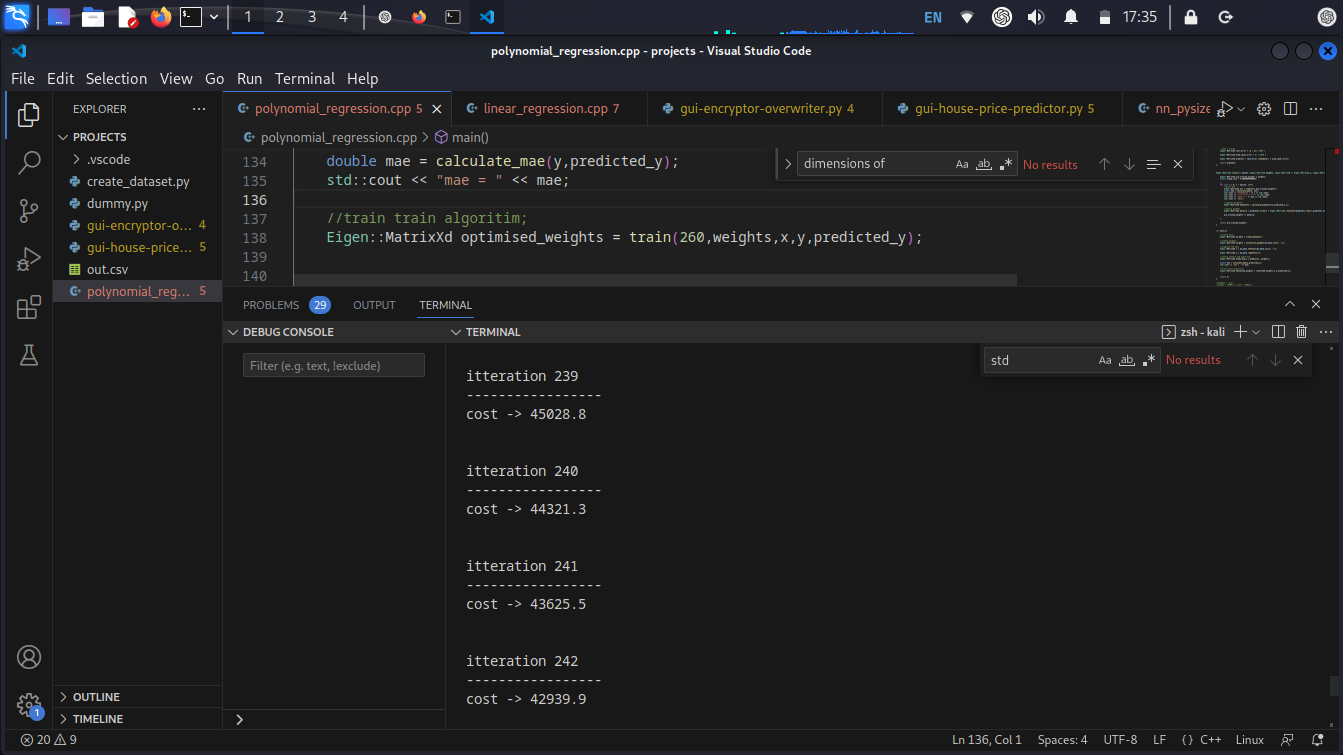 1 2 3 4 EN 17:35
polynomial_regression.cpp - projects - Visual Studio Code
File Edit Selection View Go Run Terminal Help
EXPLORER
PROJECTS
.vscode
create_dataset.py
dummy.py
gui-encryptor-o... 4
gui-house-price... 5
out.csv
polynomial_reg... 5
OUTLINE
TIMELINE
1
polynomial_regression.cpp 5 linear_regression.cpp 7 gui-encryptor-overwriter.py 4 gui-house-price-predictor.py 5 nn_pysize
polynomial_regression.cpp > main()
dimensions of Aa ab .* No results
134 double mae = calculate_mae(y,predicted_y);
135 std::cout << "mae = " << mae;
136
137 //train train algoritim;
138 Eigen::MatrixXd optimised_weights = train(260,weights,x,y,predicted_y);
139
140
PROBLEMS 29 OUTPUT TERMINAL
DEBUG CONSOLE
Filter (e.g. text, !exclude)
TERMINAL
zsh - kali
std Aa ab .* No results
itteration 239
-----------------
cost -> 45028.8
itteration 240
-----------------
cost -> 44321.3
itteration 241
-----------------
cost -> 43625.5
itteration 242
-----------------
cost -> 42939.9
20 9 Ln 136, Col 1 Spaces: 4 UTF-8 LF {} C++ Linux